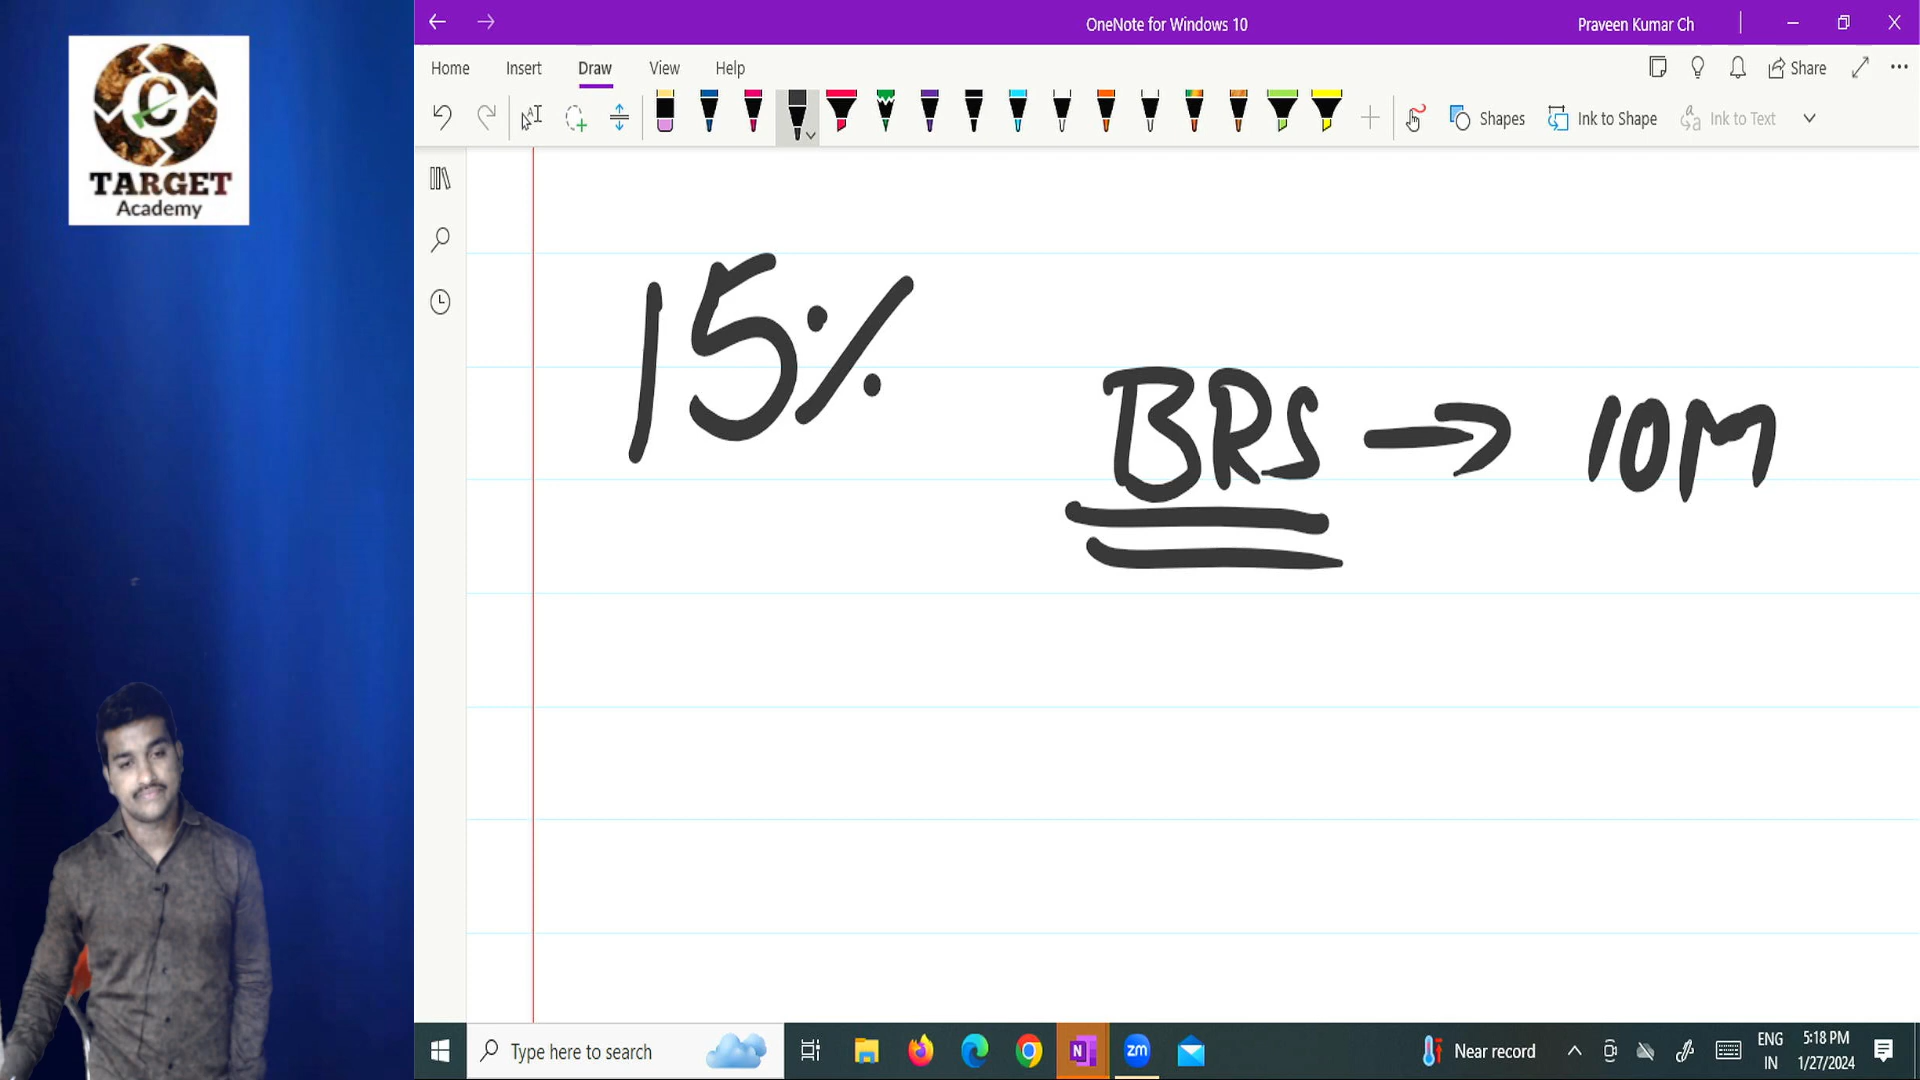 TARGET
Academy
OneNote for Windows 10
Praveen Kumar Ch
Home Insert Draw View Help
Share
Shapes Ink to Shape Ink to Text
15%
BRS → 10M
Type here to search
zm
N
Near record
ENG
IN
5:18 PM
1/27/2024